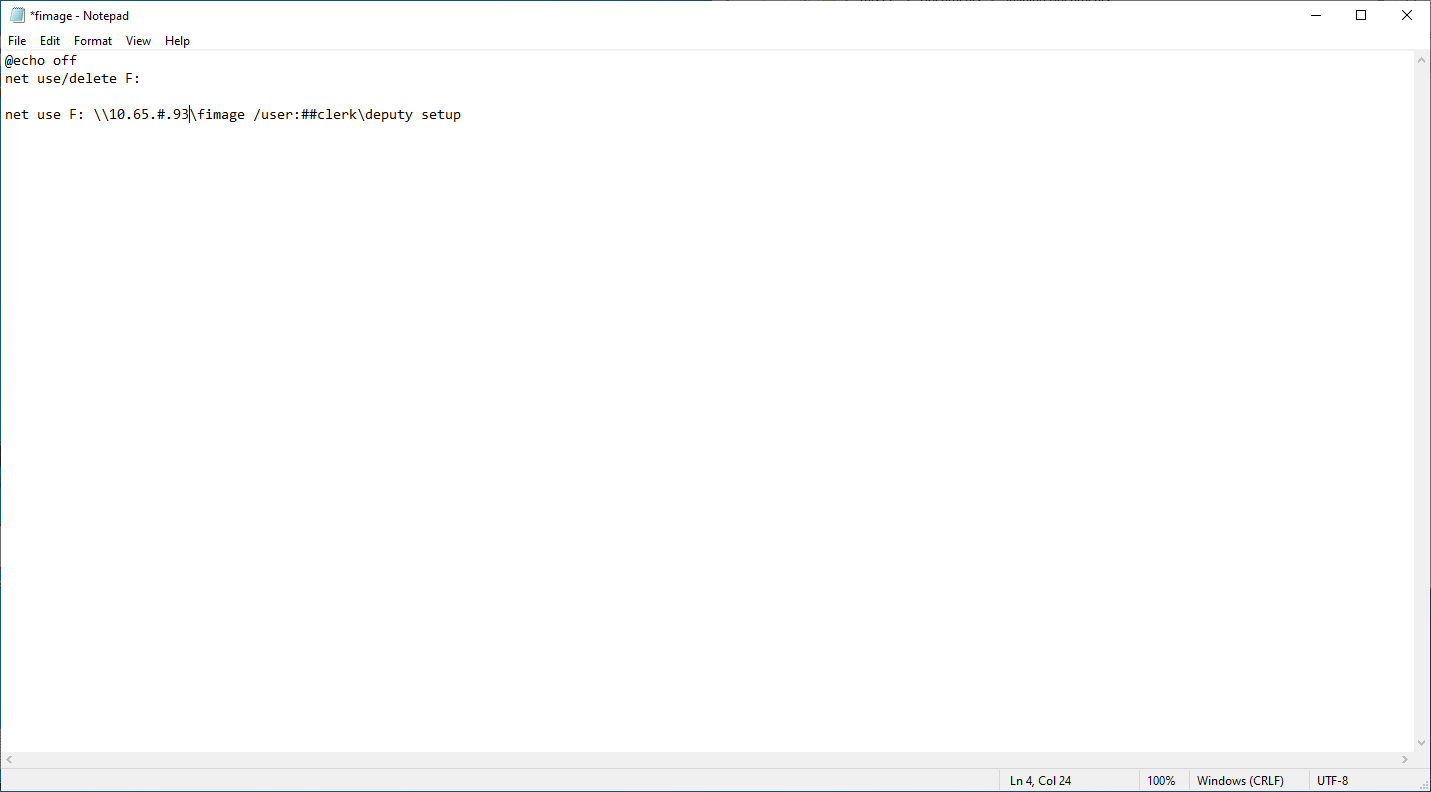 *fimage - Notepad
File Edit Format View Help
@echo off
net use/delete F:
net use F: \\10.65.#.93\fimage /user:##clerk\deputy setup
Ln 4, Col 24 100% Windows (CRLF) UTF-8